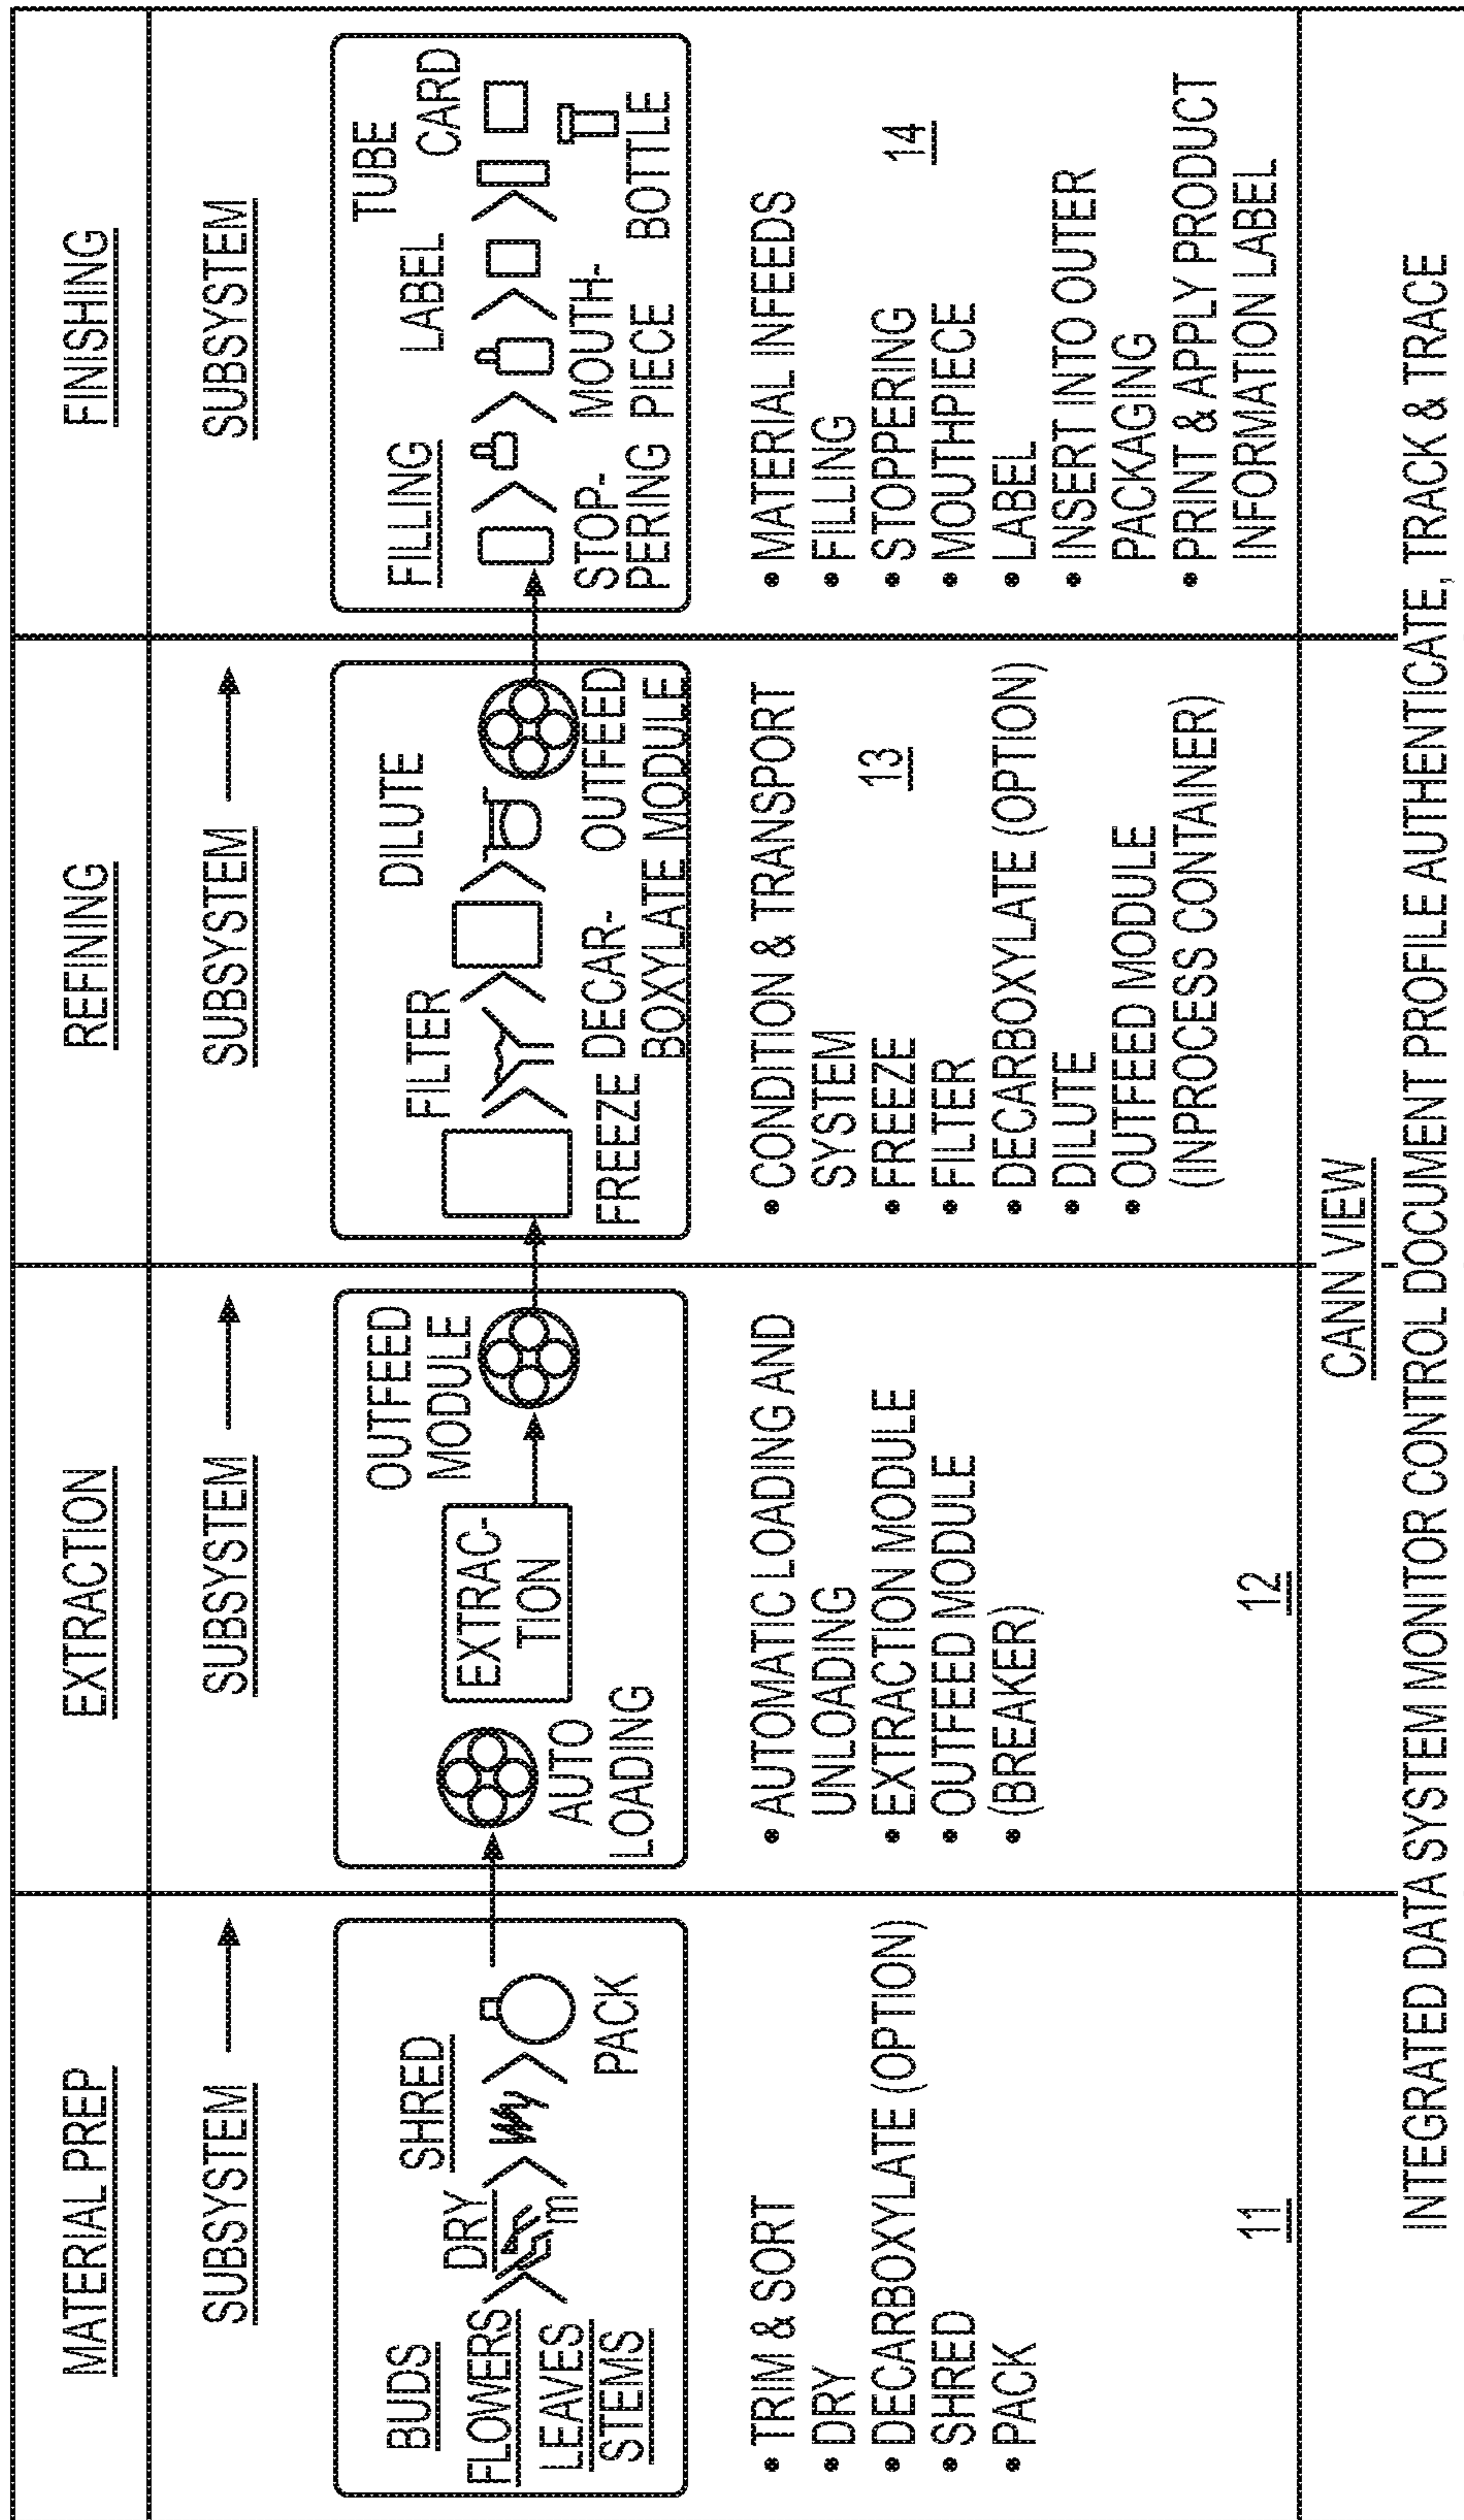 MATERIAL PREP
SUBSYSTEM
BUDS
FLOWERS
LEAVES
STEMS
DRY
m
SHRED
PACK
• TRIM & SORT
• DRY
• DECARBOXYLATE (OPTION)
• SHRED
• PACK
11
EXTRACTION
SUBSYSTEM
AUTO
LOADING
EXTRAC-
TION
OUTFEED
MODULE
• AUTOMATIC LOADING AND
UNLOADING
• EXTRACTION MODULE
• OUTFEED MODULE
• (BREAKER)
12
REFINING
SUBSYSTEM
FILTER
DILUTE
FREEZE
DECAR-
BOXYLATE
OUTFEED
MODULE
• CONDITION & TRANSPORT
SYSTEM
• FREEZE
• FILTER
• DECARBOXYLATE (OPTION)
• DILUTE
• OUTFEED MODULE
(INPROCESS CONTAINER)
13
FINISHING
SUBSYSTEM
FILLING
LABEL
TUBE
CARD
STOP-
PERING
MOUTH-
PIECE
BOTTLE
• MATERIAL INFEEDS
• FILLING
• STOPPERING
• MOUTHPIECE
• LABEL
• INSERT INTO OUTER
PACKAGING
• PRINT & APPLY PRODUCT
INFORMATION LABEL
14
CANN VIEW
INTEGRATED DATA SYSTEM MONITOR CONTROL DOCUMENT PROFILE AUTHENTICATE, TRACK & TRACE